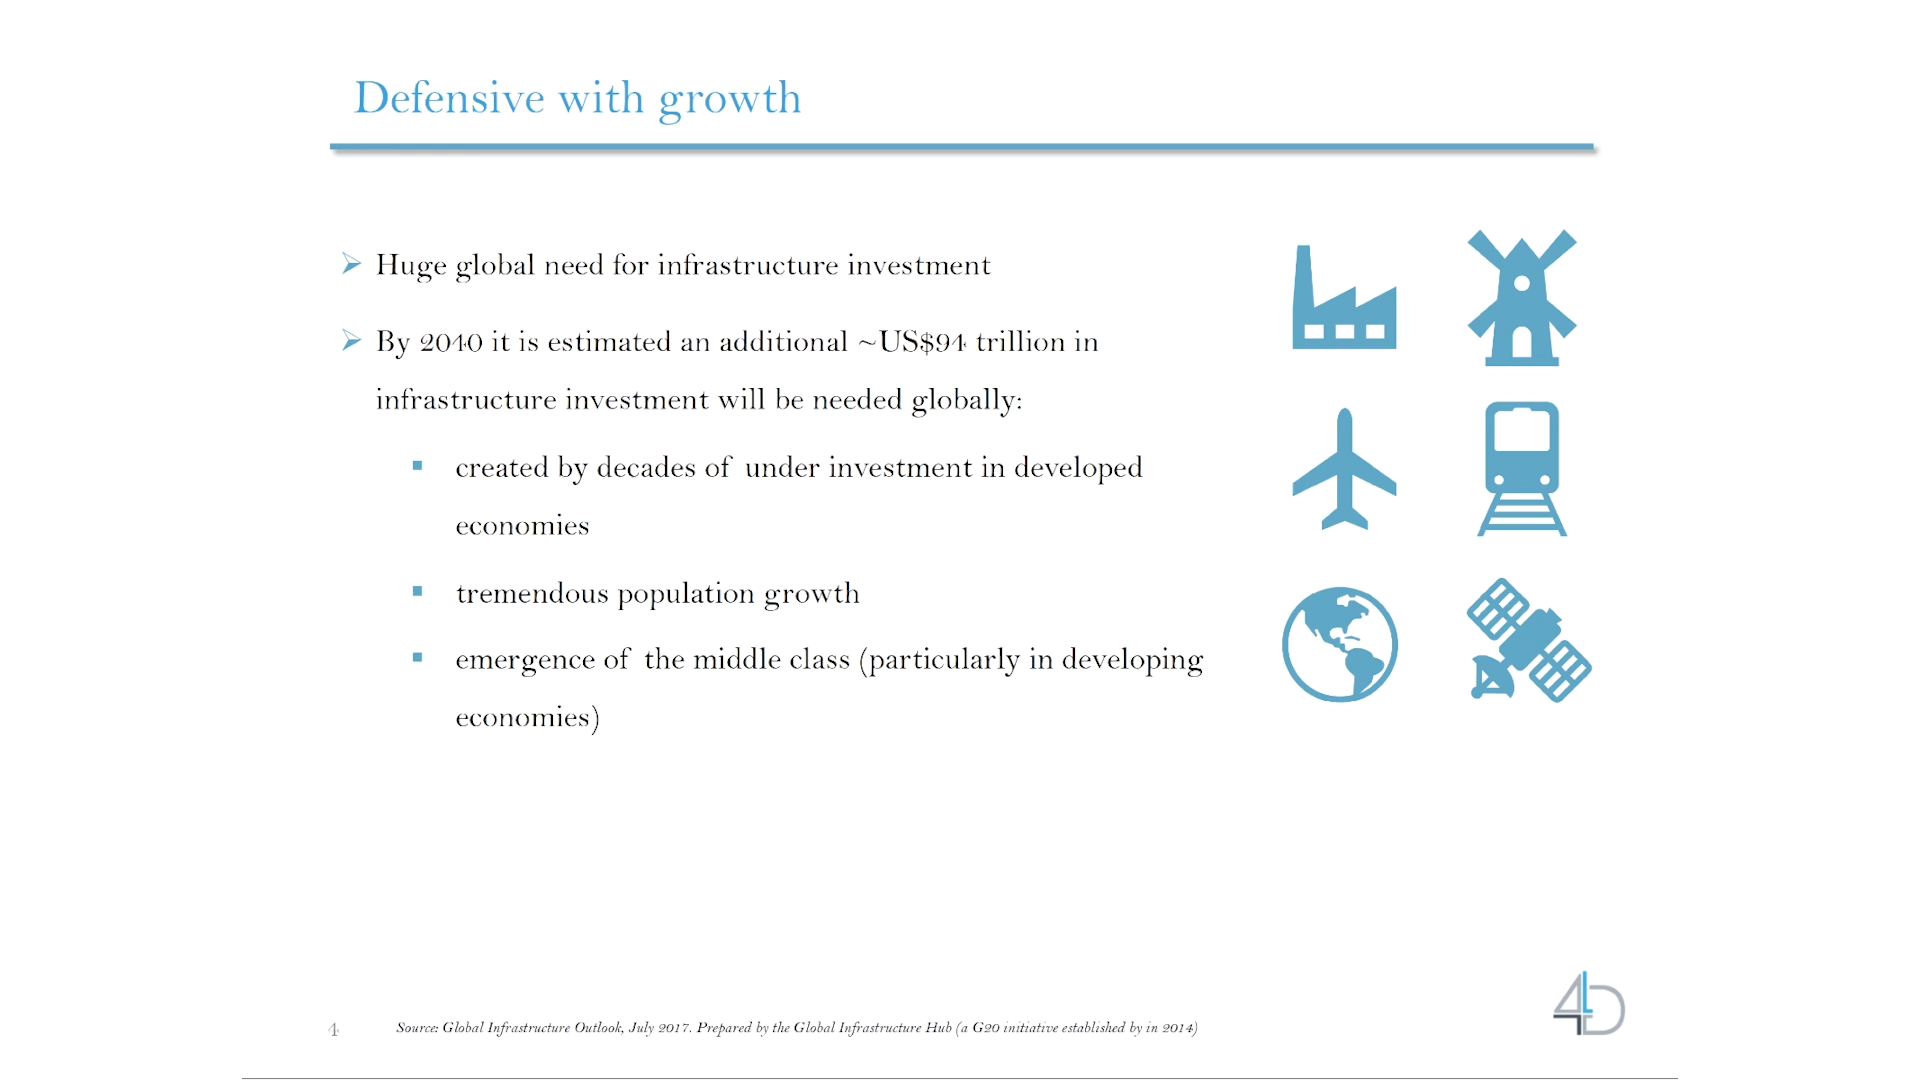 Defensive with growth
Huge global need for infrastructure investment
By 2040 it is estimated an additional ~US$94 trillion in
infrastructure investment will be needed globally:
created by decades of under investment in developed
economies
tremendous population growth
emergence of the middle class (particularly in developing
economies)
4
Source: Global Infrastructure Outlook, July 2017. Prepared by the Global Infrastructure Hub (a G20 initiative established by in 2014)
4D